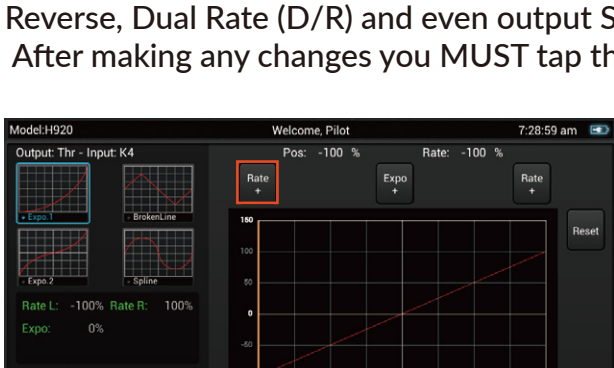 Reverse, Dual Rate (D/R) and even output S
After making any changes you MUST tap th
Model:H920 Welcome, Pilot 7:28:59 am
Output: Thr - Input: K4 Pos: -100 % Rate: -100 %
Rate + Expo + Rate +
Expo.1 BrokenLine
Reset
Expo.2 Spline
Rate L: -100% Rate R: 100%
Expo: 0%
150
100
50
0
-50